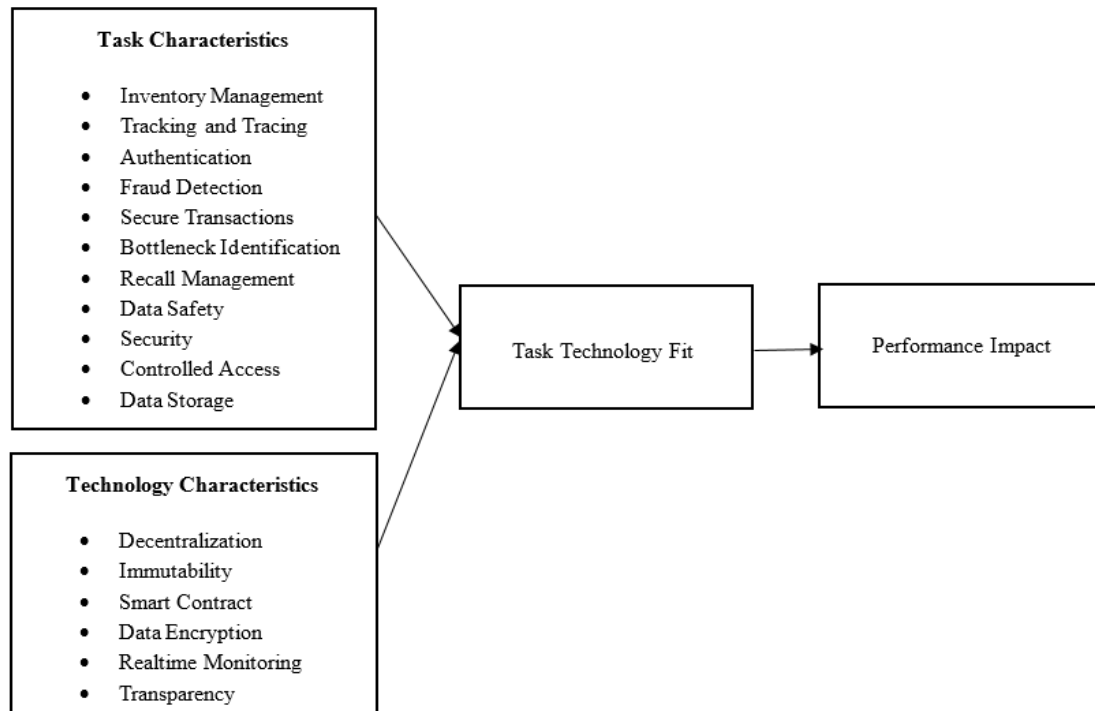 Task Characteristics
• Inventory Management
• Tracking and Tracing
• Authentication
• Fraud Detection
• Secure Transactions
• Bottleneck Identification
• Recall Management
• Data Safety
• Security
• Controlled Access
• Data Storage
Technology Characteristics
• Decentralization
• Immutability
• Smart Contract
• Data Encryption
• Realtime Monitoring
• Transparency
Task Technology Fit
Performance Impact